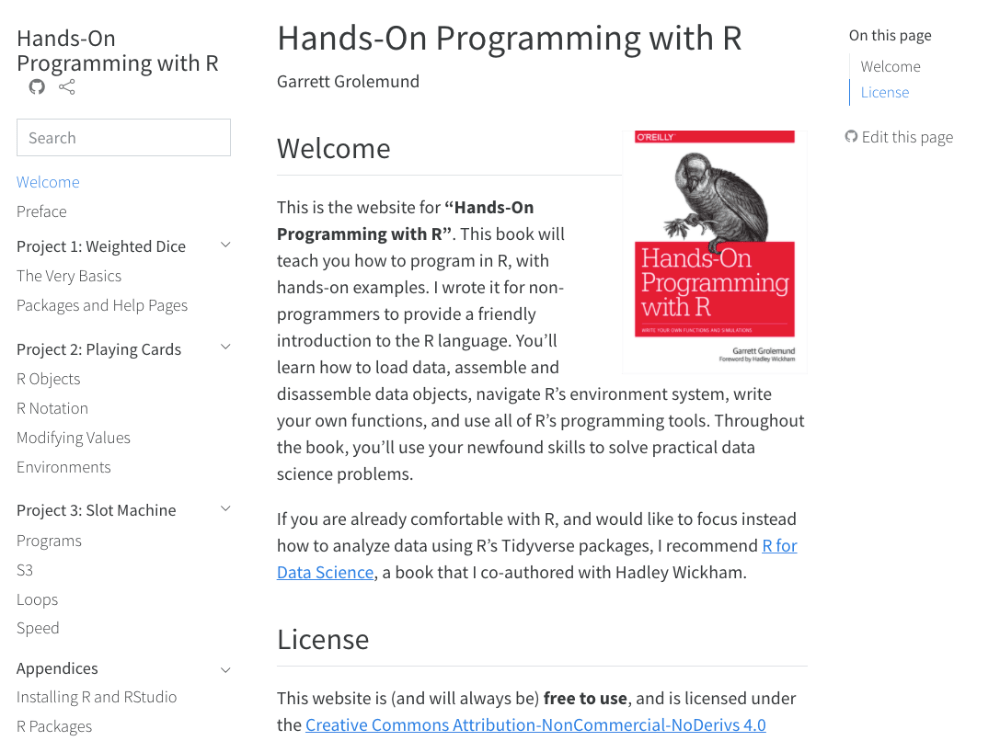 Hands-On
Programming with R
Search
Welcome
Preface
Project 1: Weighted Dice
The Very Basics
Packages and Help Pages
Project 2: Playing Cards
R Objects
R Notation
Modifying Values
Environments
Project 3: Slot Machine
Programs
S3
Loops
Speed
Appendices
Installing R and RStudio
R Packages
Hands-On Programming with R
Garrett Grolemund
Welcome
O'REILLY
Hands-On
Programming
with R
WRITE YOUR OWN FUNCTIONS AND SIMULATIONS
Garrett Grolemund
Foreword by Hadley Wickham
This is the website for “Hands-On
Programming with R”. This book will
teach you how to program in R, with
hands-on examples. I wrote it for non-
programmers to provide a friendly
introduction to the R language. You’ll
learn how to load data, assemble and
disassemble data objects, navigate R’s environment system, write
your own functions, and use all of R’s programming tools. Throughout
the book, you’ll use your newfound skills to solve practical data
science problems.
If you are already comfortable with R, and would like to focus instead
how to analyze data using R’s Tidyverse packages, I recommend R for
Data Science, a book that I co-authored with Hadley Wickham.
License
This website is (and will always be) free to use, and is licensed under
the Creative Commons Attribution-NonCommercial-NoDerivs 4.0
On this page
Welcome
License
Edit this page